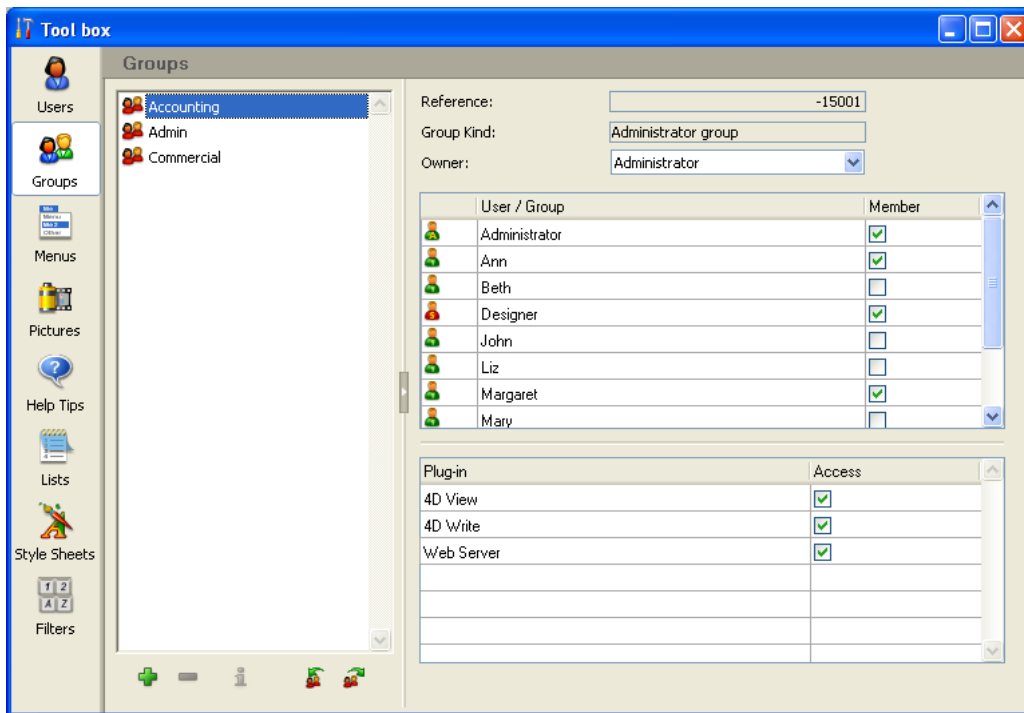 Tool box
Groups
Users
Groups
Menus
Pictures
Help Tips
Lists
Style Sheets
Filters
Accounting
Admin
Commercial
Reference: -15001
Group Kind: Administrator group
Owner: Administrator
User / Group Member
Administrator
Ann
Beth
Designer
John
Liz
Margaret
Mary
Plug-in Access
4D View
4D Write
Web Server